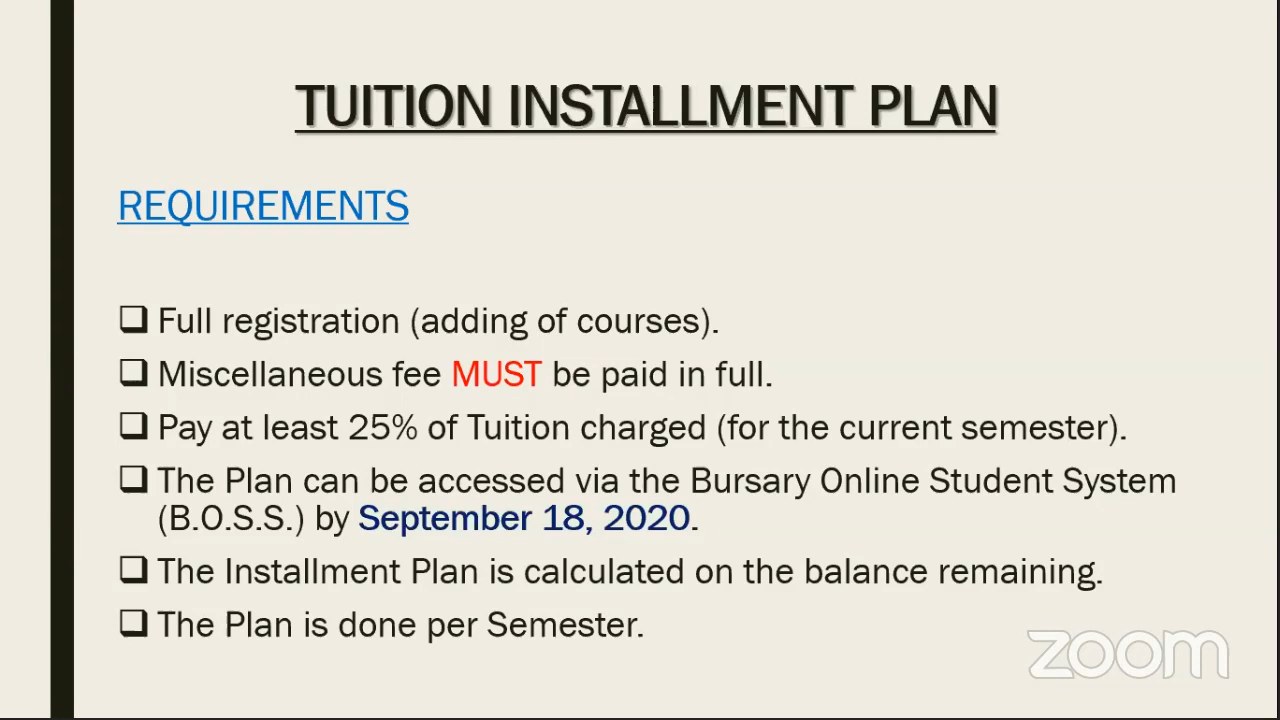 TUITION INSTALLMENT PLAN
REQUIREMENTS
❑ Full registration (adding of courses).
❑ Miscellaneous fee MUST be paid in full.
❑ Pay at least 25% of Tuition charged (for the current semester).
❑ The Plan can be accessed via the Bursary Online Student System
(B.O.S.S.) by September 18, 2020.
❑ The Installment Plan is calculated on the balance remaining.
❑ The Plan is done per Semester.
zoom